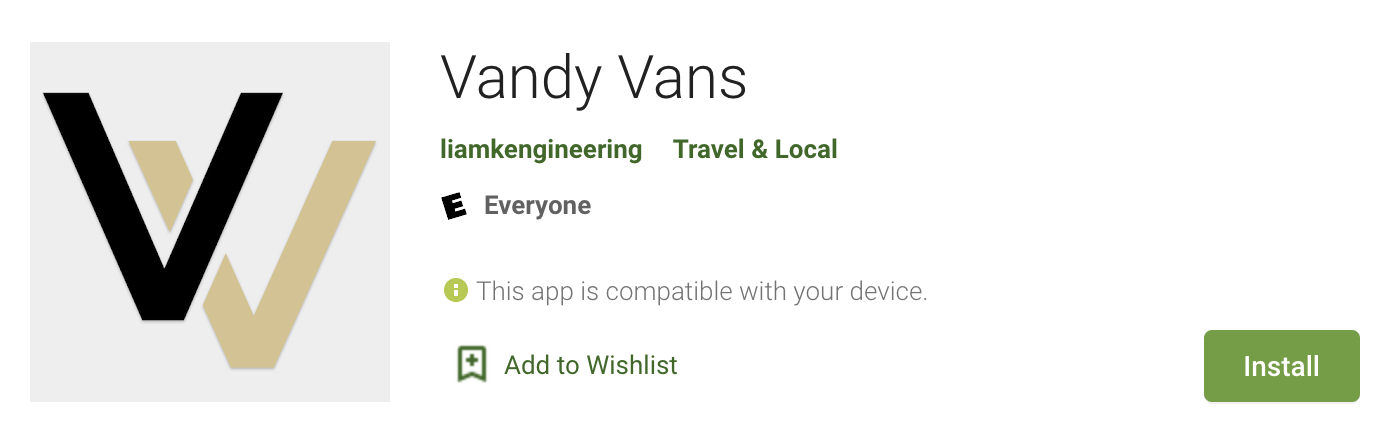 Vandy Vans
liamkengineering Travel & Local
E Everyone
This app is compatible with your device.
Add to Wishlist
Install